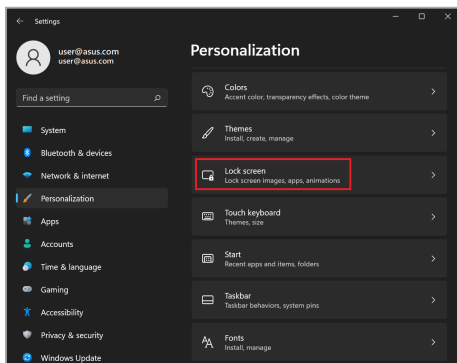 Settings
user@asus.com
user@asus.com
Find a setting
System
Bluetooth & devices
Network & internet
Personalization
Apps
Accounts
Time & language
Gaming
Accessibility
Privacy & security
Windows Update
Personalization
Colors
Accent color, transparency effects, color theme
Themes
Install, create, manage
Lock screen
Lock screen images, apps, animations
Touch keyboard
Themes, size
Start
Recent apps and items, folders
Taskbar
Taskbar behaviors, system pins
Fonts
Install, manage